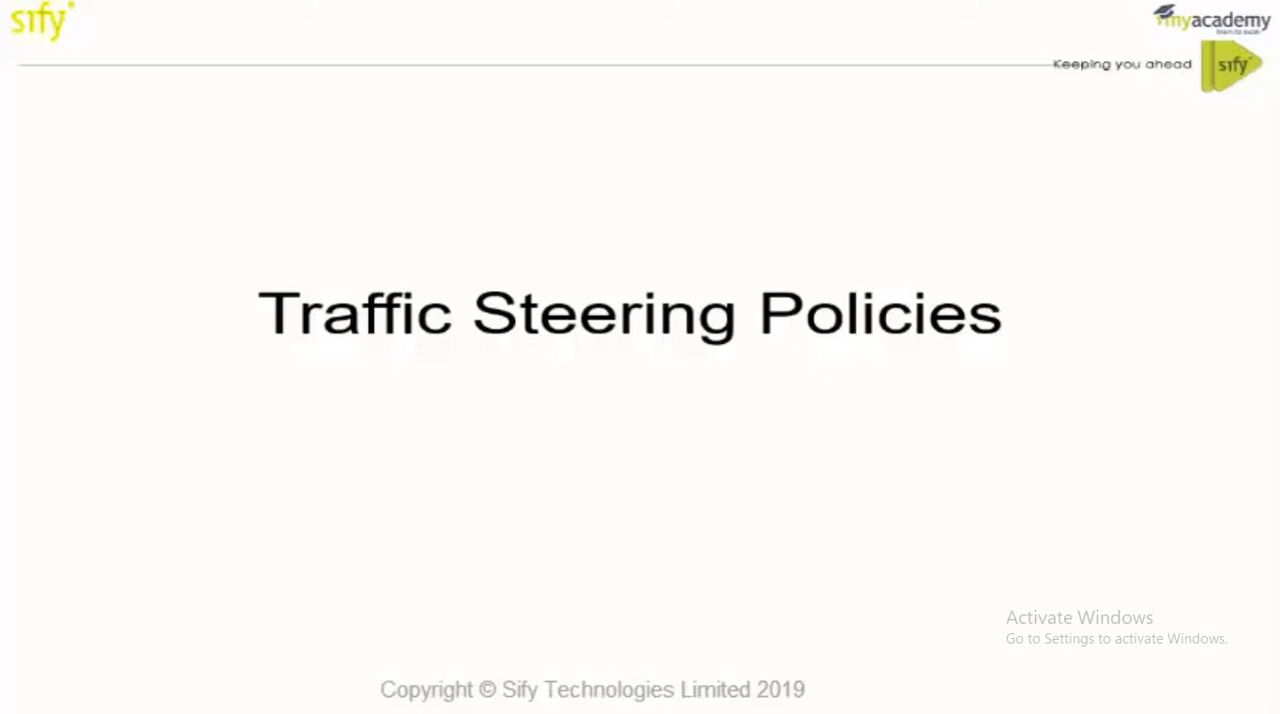 sify
myacademy
Keeping you ahead
sify
Traffic Steering Policies
Activate Windows
Go to Settings to activate Windows.
Copyright © Sify Technologies Limited 2019